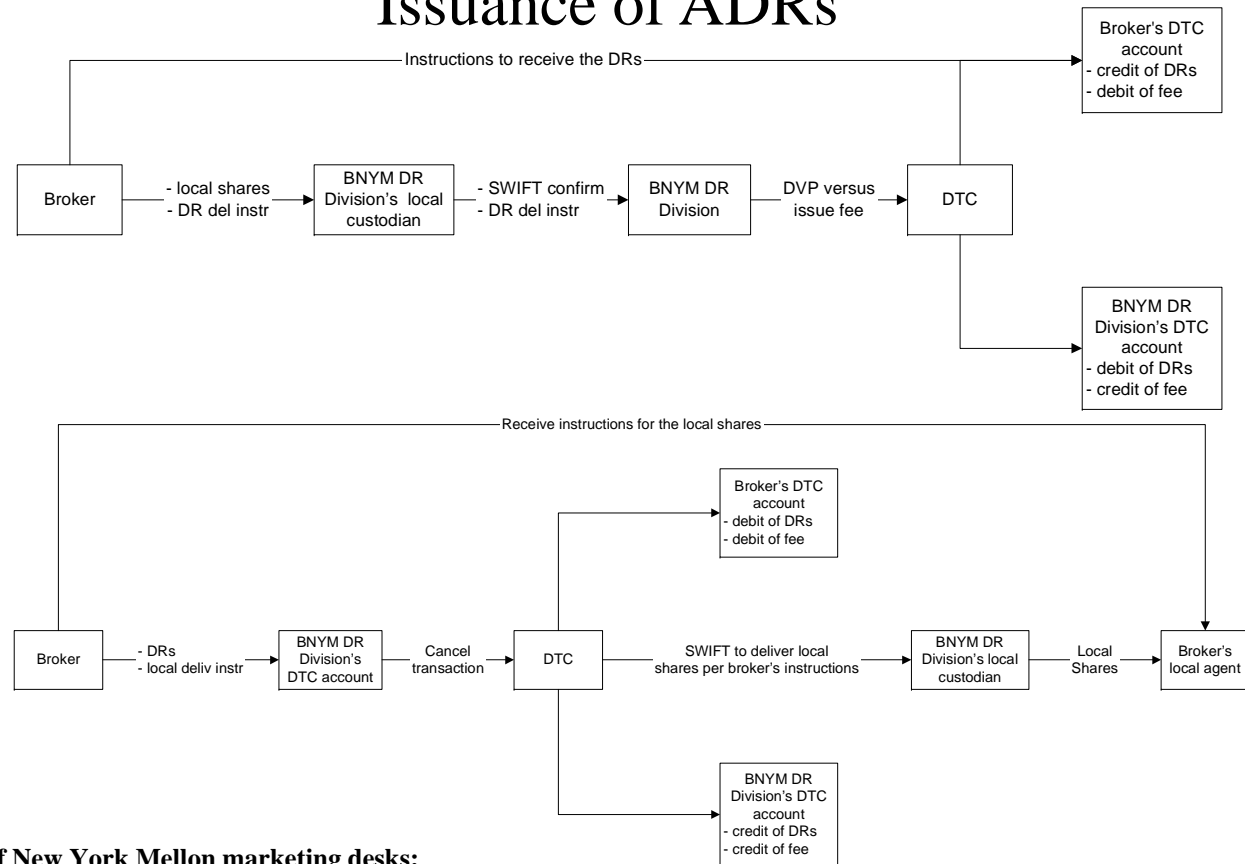 Issuance of ADRs
Instructions to receive the DRs
Broker's DTC
account
- credit of DRs
- debit of fee
Broker
- local shares
- DR del instr
BNYM DR
Division's local
custodian
- SWIFT confirm
- DR del instr
BNYM DR
Division
DVP versus
issue fee
DTC
BNYM DR
Division's DTC
account
- debit of DRs
- credit of fee
Receive instructions for the local shares
Broker's DTC
account
- debit of DRs
- debit of fee
Broker
- DRs
- local deliv instr
BNYM DR
Division's
DTC account
Cancel
transaction
DTC
SWIFT to deliver local
shares per broker's instructions
BNYM DR
Division's local
custodian
Local
Shares
Broker's
local agent
BNYM DR
Division's DTC
account
- credit of DRs
- credit of fee
f New York Mellon marketing desks: